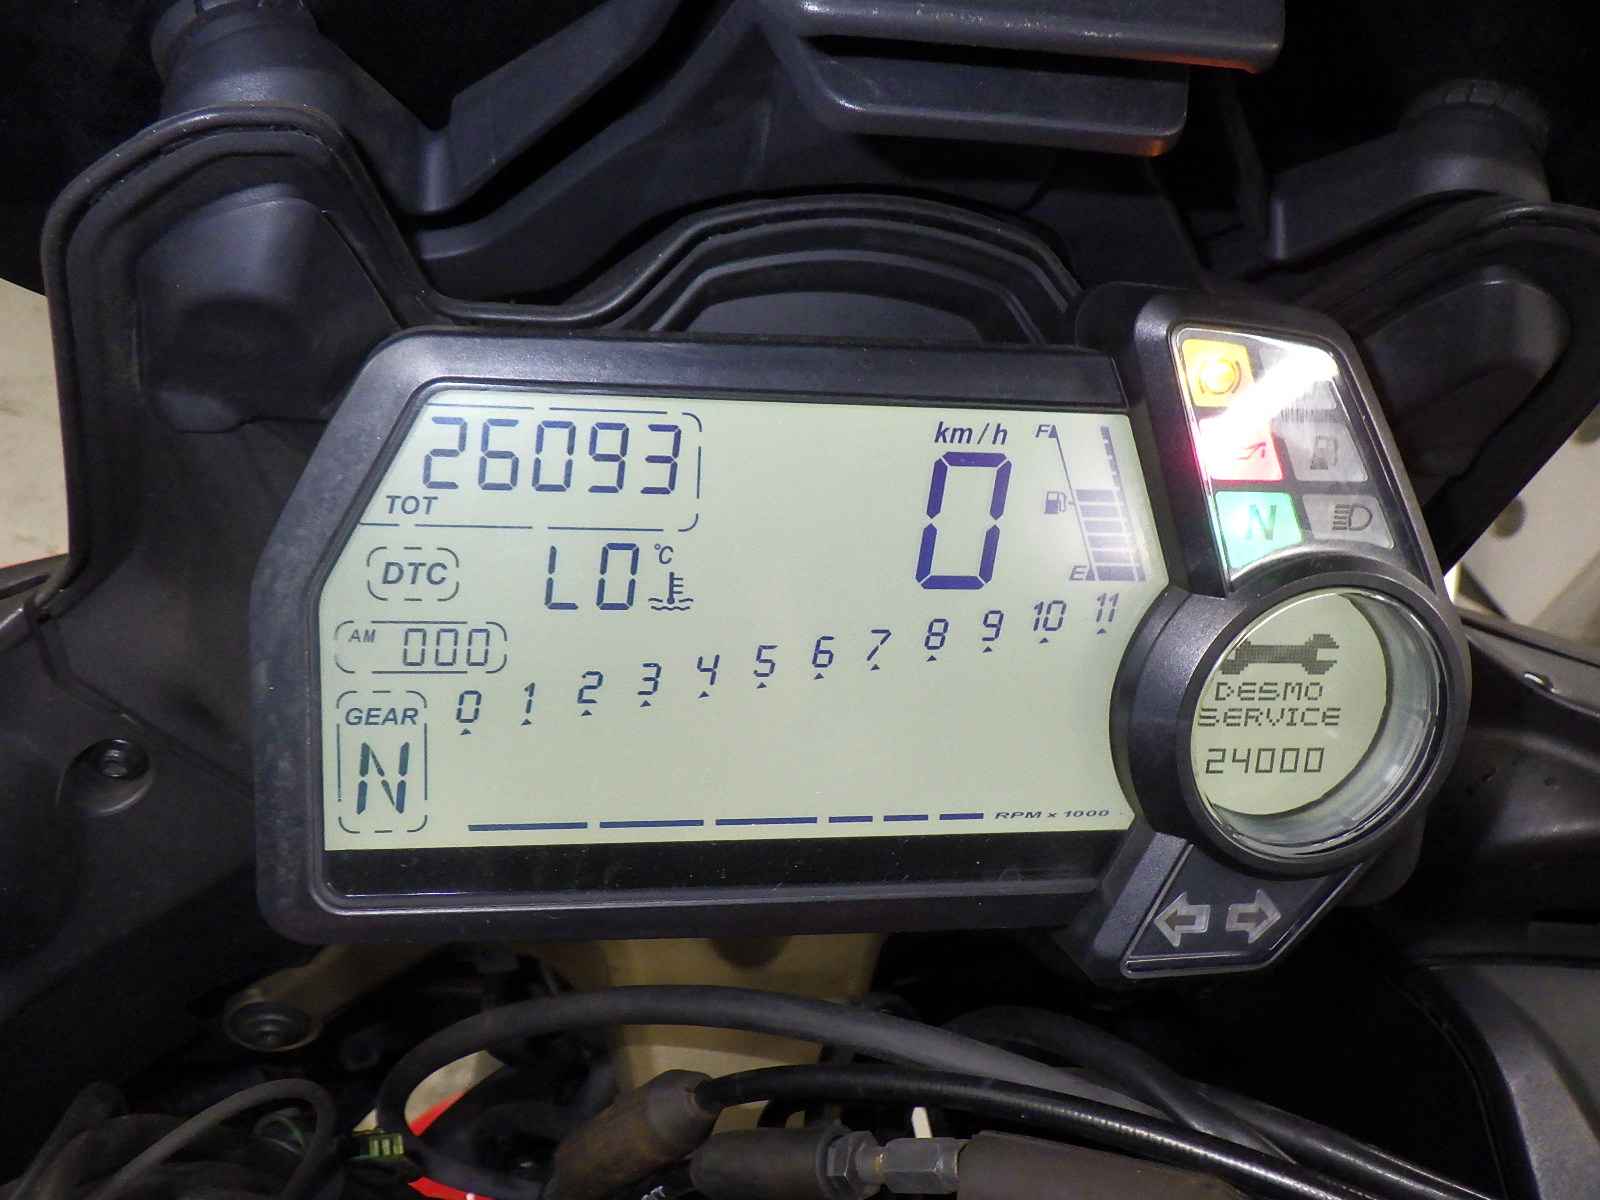 26093
TOT
km/h
0
F
E
DTC
LO °C
AM 000
GEAR
N
0 1 2 3 4 5 6 7 8 9 10 11
RPM x 1000
N
DESMO
SERVICE
24000